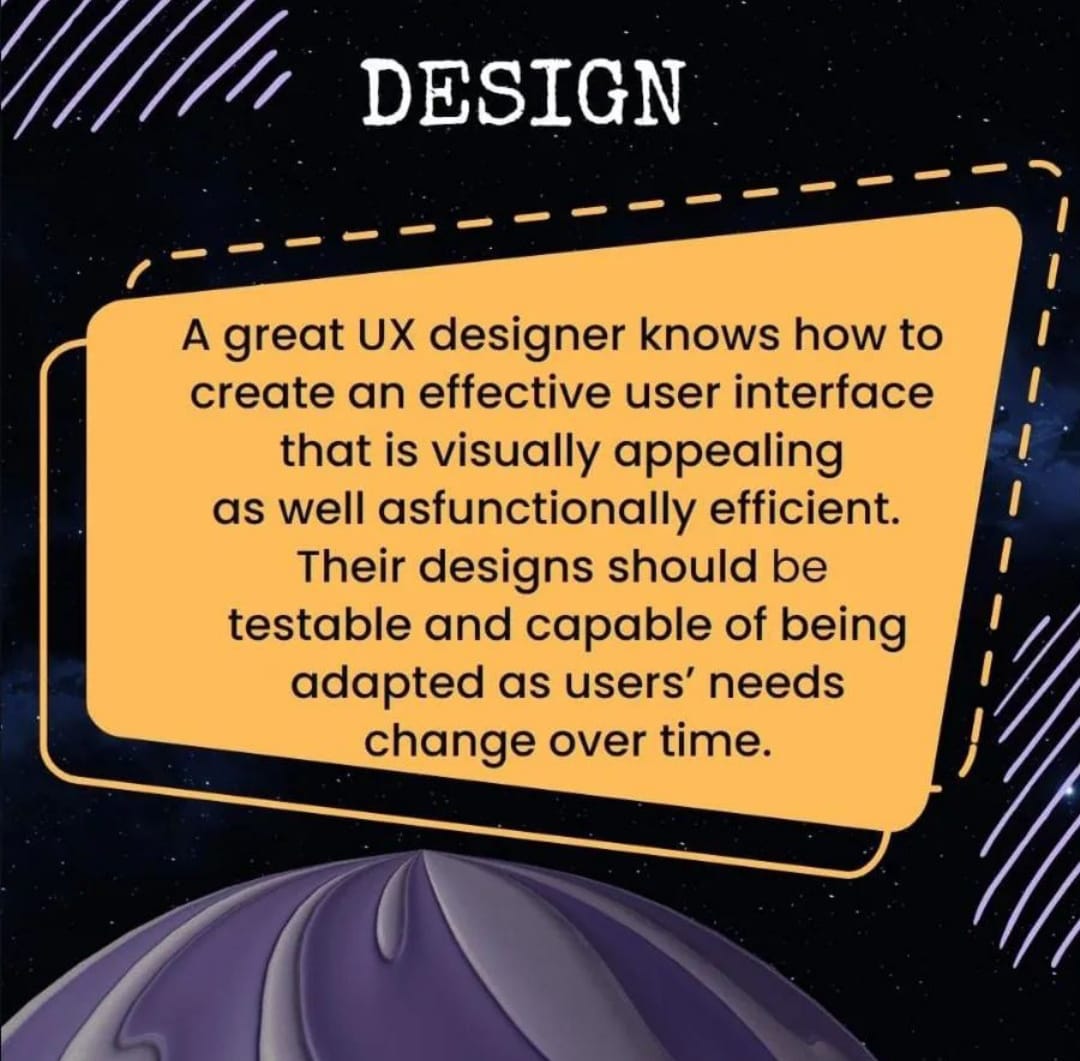 DESIGN
A great UX designer knows how to
create an effective user interface
that is visually appealing
as well asfunctionally efficient.
Their designs should be
testable and capable of being
adapted as users’ needs
change over time.